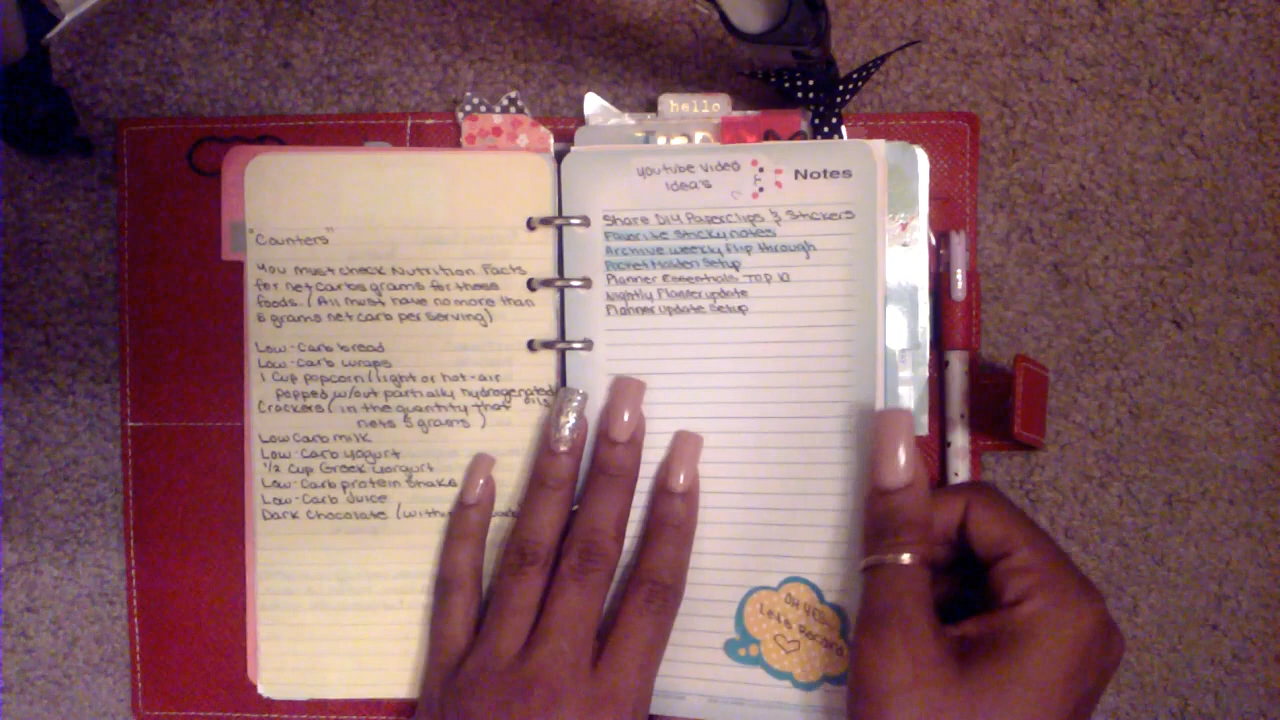 "Counters"
You must check Nutrition Facts
for net carbs grams for these
foods. (All must have no more than
5 grams net carb per serving)
Low-Carb bread
Low-Carb wraps
1 Cup popcorn (light or hot-air
popped w/out partially hydrogenated
oils
Crackers (in the quantity that
nets 5 grams)
Low Carb milk
Low-Carb yogurt
1/2 Cup Greek yorgurt
Low-Carb protein Shake
Low-Carb Juice
Dark Chocolate (within
hello
youtube video
Idea's
Notes
Share DIY Paperclips & Stickers
Favorite Sticky notes
Archive weekly flip through
Pocket Maiden Setup
Planner Essentials Top 10
Nightly Planner update
Planner Update Setup
OH YES
Let's Record